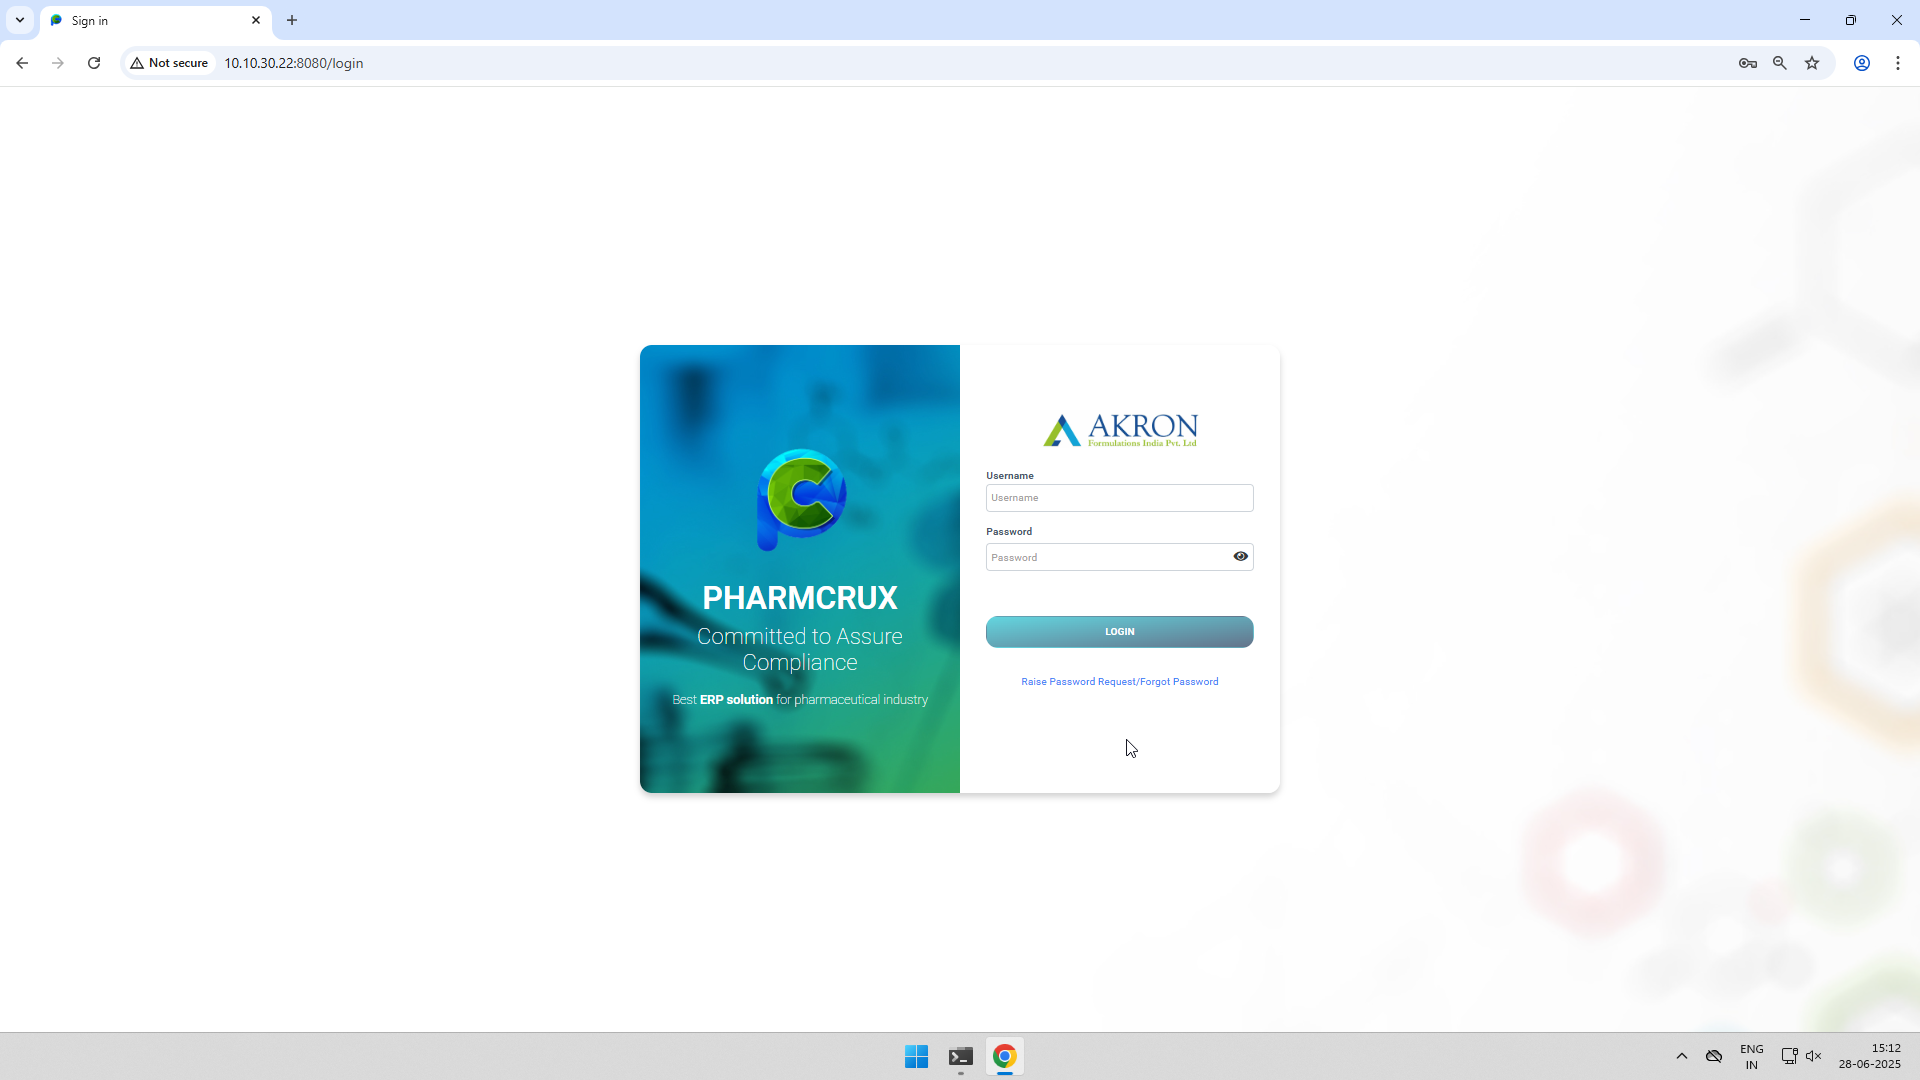 Sign in
Not secure
10.10.30.22:8080/login
PHARMCRUX
Committed to Assure
Compliance
Best ERP solution for pharmaceutical industry
AKRON
Formulations India Pvt. Ltd
Username
Username
Password
Password
LOGIN
Raise Password Request/Forgot Password
ENG
IN
15:12
28-06-2025